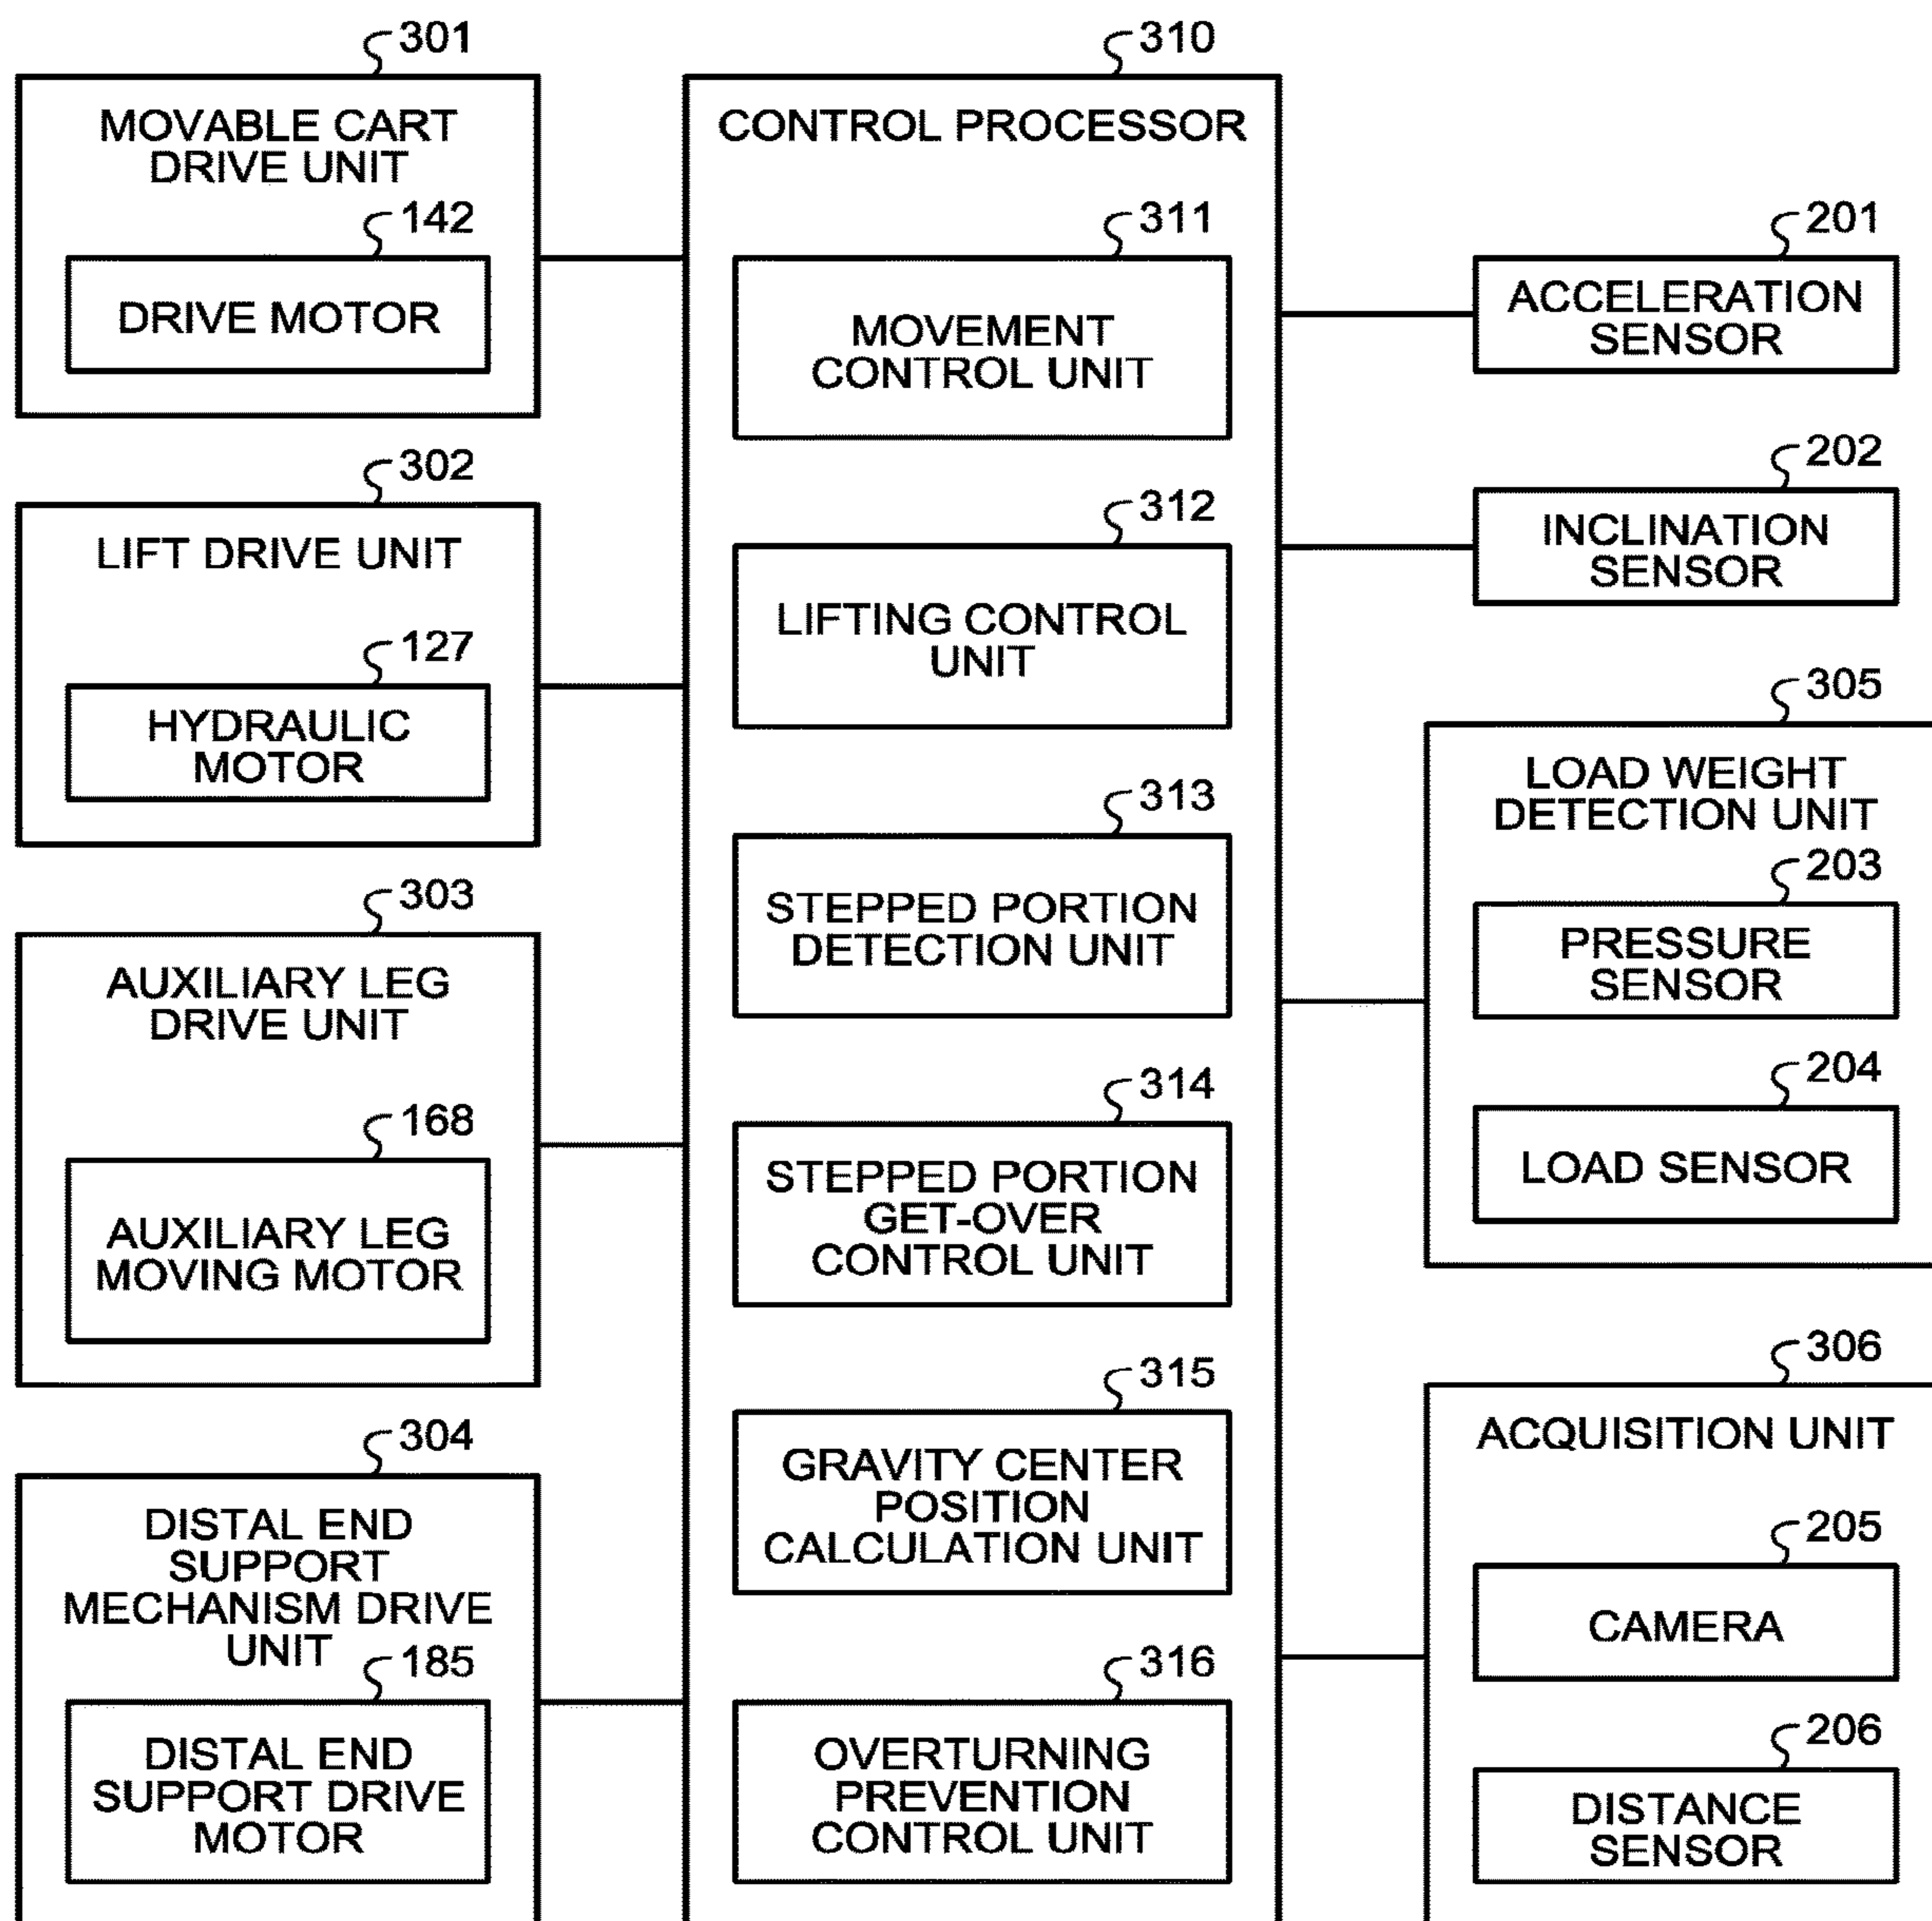 301
MOVABLE CART
DRIVE UNIT
142
DRIVE MOTOR
302
LIFT DRIVE UNIT
127
HYDRAULIC
MOTOR
303
AUXILIARY LEG
DRIVE UNIT
168
AUXILIARY LEG
MOVING MOTOR
304
DISTAL END
SUPPORT
MECHANISM DRIVE
UNIT
185
DISTAL END
SUPPORT DRIVE
MOTOR
310
CONTROL PROCESSOR
311
MOVEMENT
CONTROL UNIT
312
LIFTING CONTROL
UNIT
313
STEPPED PORTION
DETECTION UNIT
314
STEPPED PORTION
GET-OVER
CONTROL UNIT
315
GRAVITY CENTER
POSITION
CALCULATION UNIT
316
OVERTURNING
PREVENTION
CONTROL UNIT
201
ACCELERATION
SENSOR
202
INCLINATION
SENSOR
305
LOAD WEIGHT
DETECTION UNIT
203
PRESSURE
SENSOR
204
LOAD SENSOR
306
ACQUISITION UNIT
205
CAMERA
206
DISTANCE
SENSOR